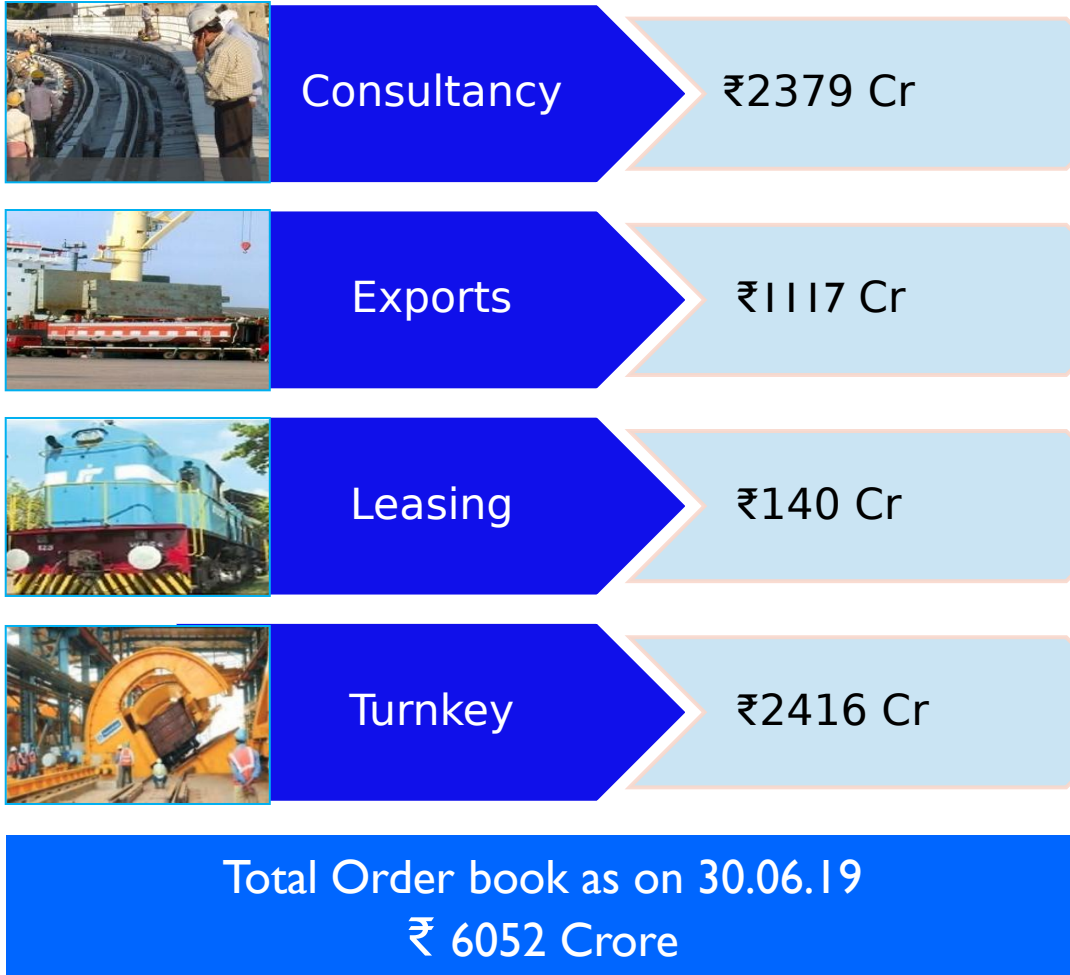 Consultancy
₹2379 Cr
Exports
₹1117 Cr
Leasing
₹140 Cr
Turnkey
₹2416 Cr
Total Order book as on 30.06.19
₹ 6052 Crore